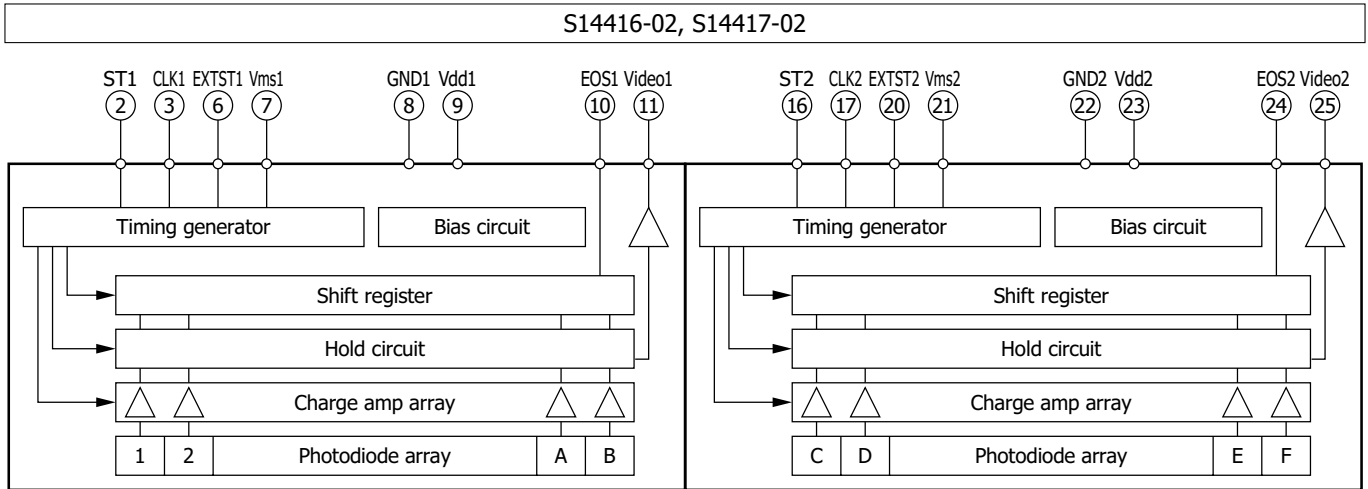 S14416-02, S14417-02
ST1 CLK1 EXTST1 Vms1 GND1 Vdd1 EOS1 Video1 ST2 CLK2 EXTST2 Vms2 GND2 Vdd2 EOS2 Video2
2 3 6 7 8 9 10 11 16 17 20 21 22 23 24 25
Timing generator Bias circuit Timing generator Bias circuit
Shift register Shift register
Hold circuit Hold circuit
Charge amp array Charge amp array
1 2 Photodiode array A B C D Photodiode array E F